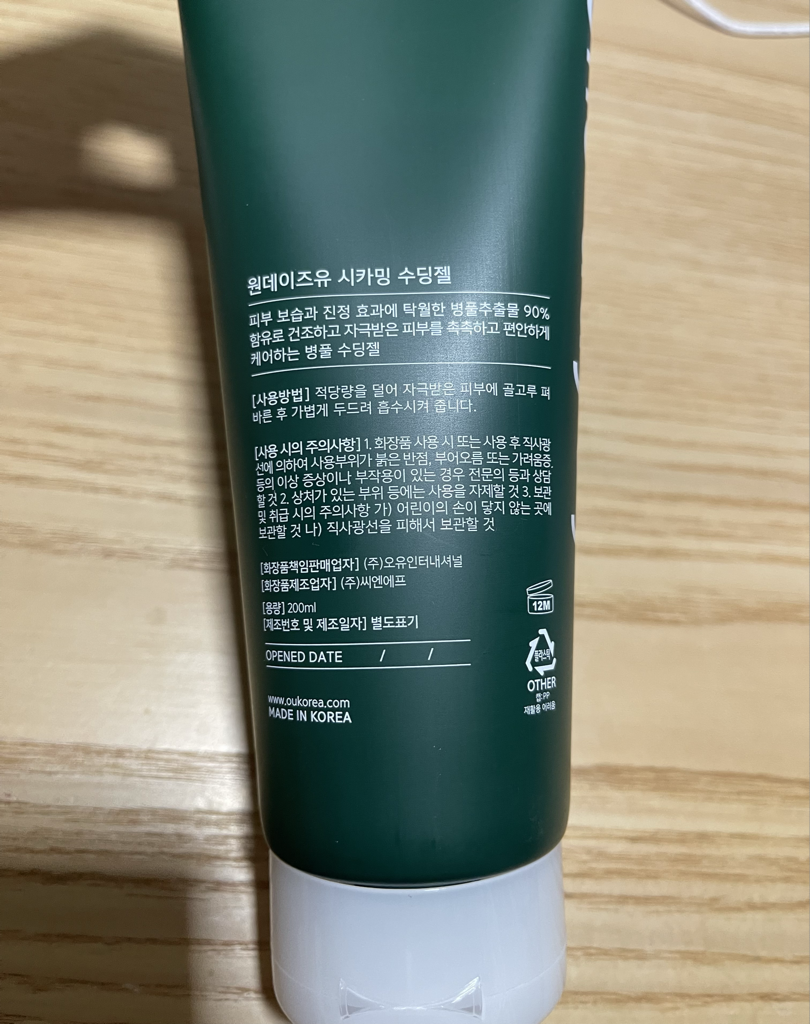 원데이즈유 시카밍 수딩젤
피부 보습과 진정 효과에 탁월한 병풀추출물 90%
함유로 건조하고 자극받은 피부를 촉촉하고 편안하게
케어하는 병풀 수딩젤
[사용방법] 적당량을 덜어 자극받은 피부에 골고루 펴
바른 후 가볍게 두드려 흡수시켜 줍니다.
[사용 시의 주의사항] 1. 화장품 사용 시 또는 사용 후 직사광
선에 의하여 사용부위가 붉은 반점, 부어오름 또는 가려움증
등의 이상 증상이나 부작용이 있는 경우 전문의 등과 상담
할 것 2. 상처가 있는 부위 등에는 사용을 자제할 것 3. 보관
및 취급 시의 주의사항 가) 어린이의 손이 닿지 않는 곳에
보관할 것 나) 직사광선을 피해서 보관할 것
[화장품책임판매업자] (주)오유인터내셔널
[화장품제조업자] (주)씨엔에프
[용량] 200ml
[제조번호 및 제조일자] 별도표기
OPENED DATE / /
www.oukorea.com
MADE IN KOREA
12M
플라스틱
OTHER
캡:PP
재활용 어려움